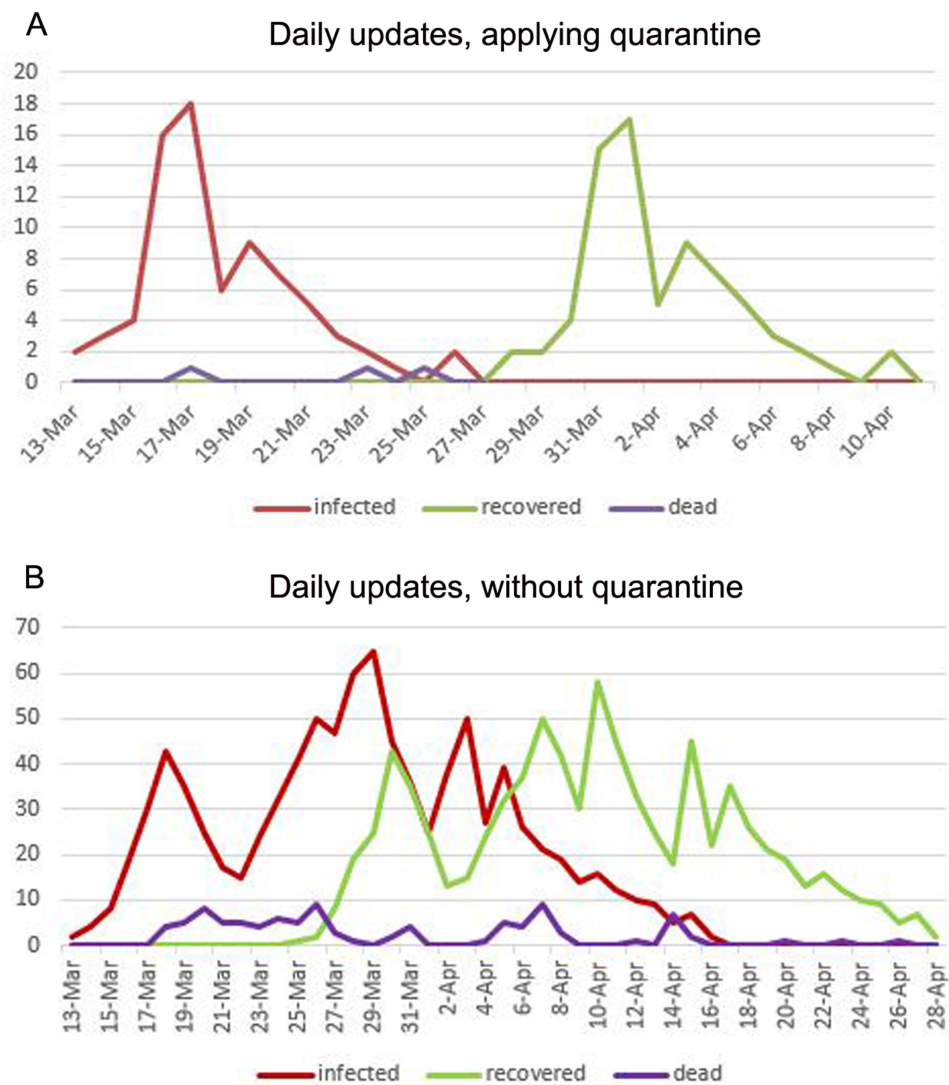 A
Daily updates, applying quarantine
20
18
16
14
12
10
8
6
4
2
0
13-Mar 15-Mar 17-Mar 19-Mar 21-Mar 23-Mar 25-Mar 27-Mar 29-Mar 31-Mar 2-Apr 4-Apr 6-Apr 8-Apr 10-Apr
infected recovered dead
B
Daily updates, without quarantine
70
60
50
40
30
20
10
0
13-Mar 15-Mar 17-Mar 19-Mar 21-Mar 23-Mar 25-Mar 27-Mar 29-Mar 31-Mar 2-Apr 4-Apr 6-Apr 8-Apr 10-Apr 12-Apr 14-Apr 16-Apr 18-Apr 20-Apr 22-Apr 24-Apr 26-Apr 28-Apr
infected recovered dead